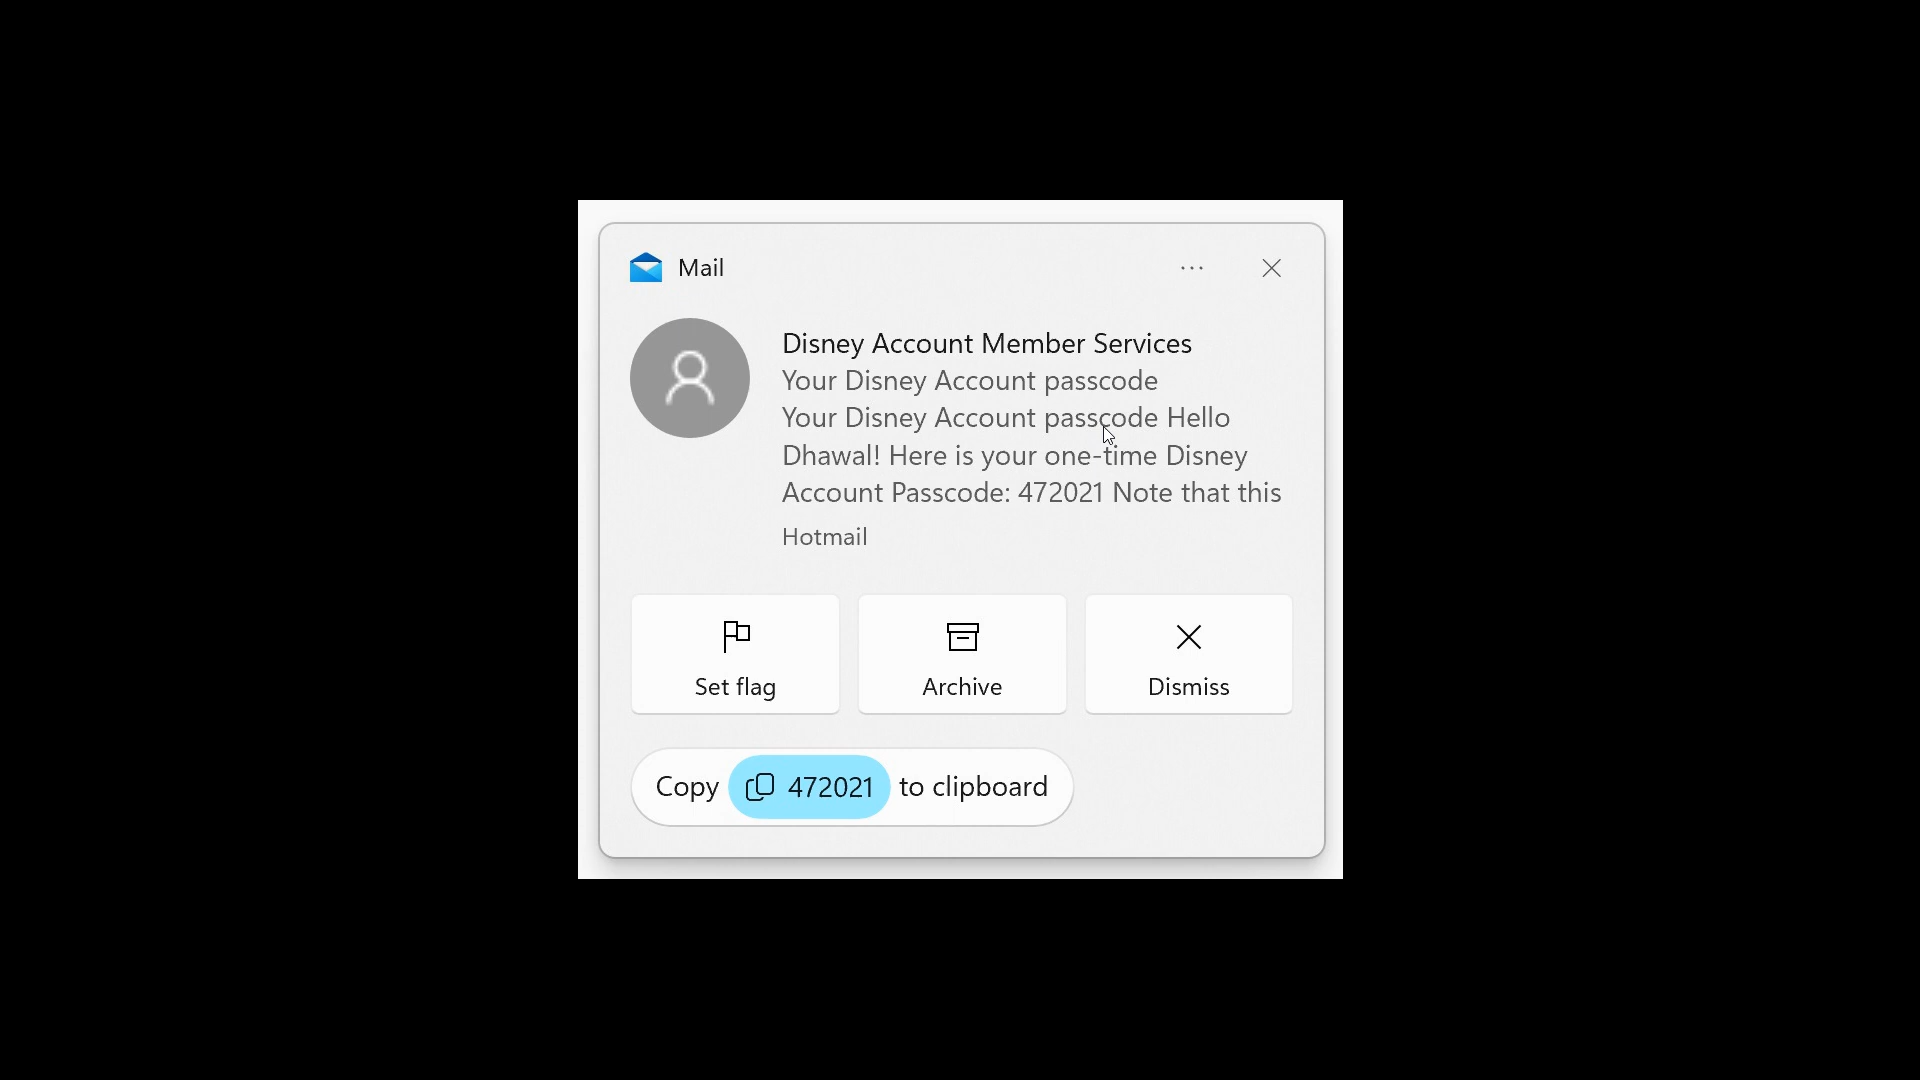 Mail
Disney Account Member Services
Your Disney Account passcode
Your Disney Account passcode Hello
Dhawal! Here is your one-time Disney
Account Passcode: 472021 Note that this
Hotmail
Set flag
Archive
Dismiss
Copy 472021 to clipboard